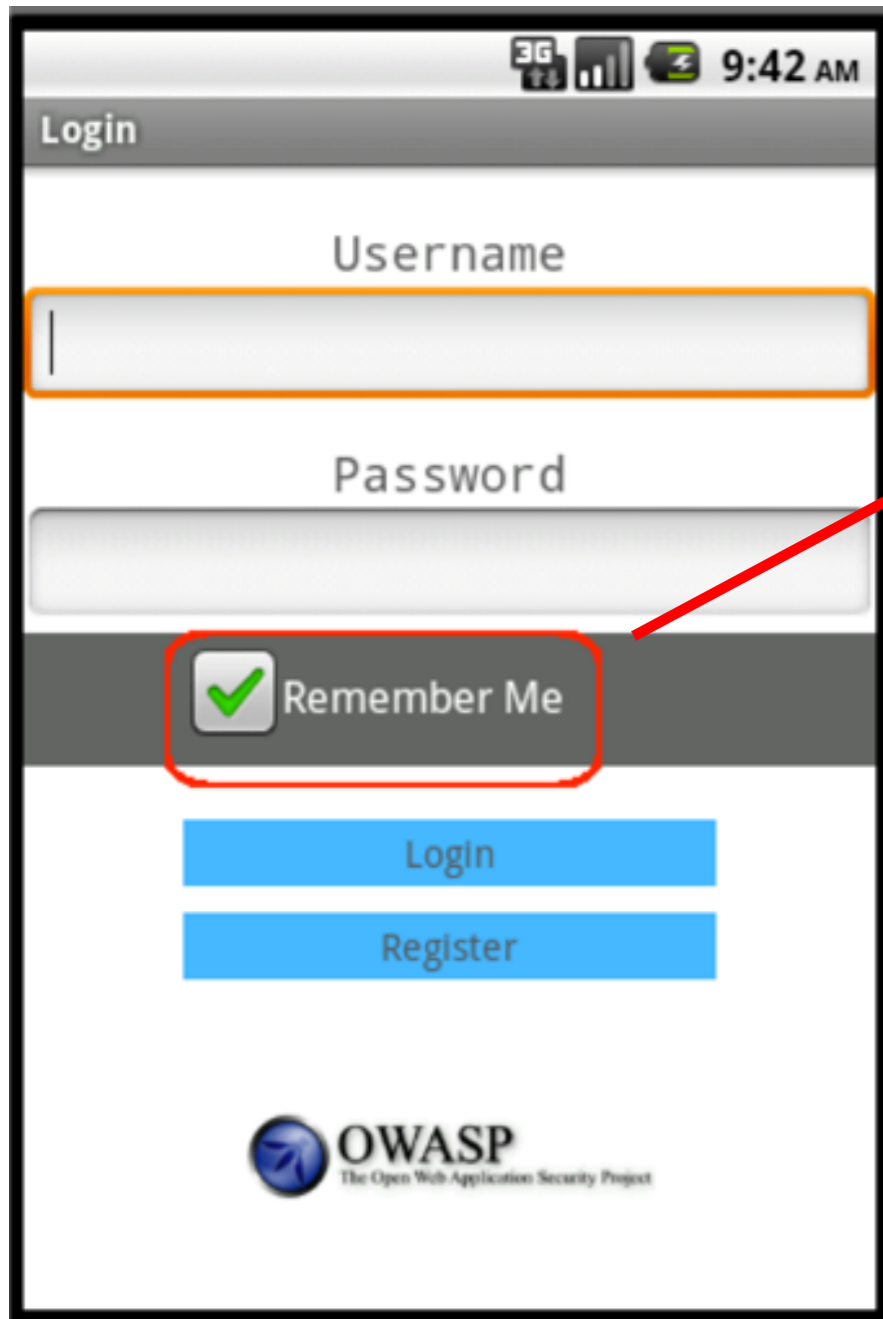 3G 9:42 AM
Login
Username
Password
Remember Me
Login
Register
OWASP
The Open Web Application Security Project